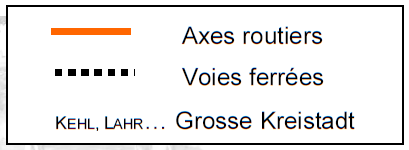 Axes routiers
Voies ferrées
KEHL, LAHR... Grosse Kreistadt